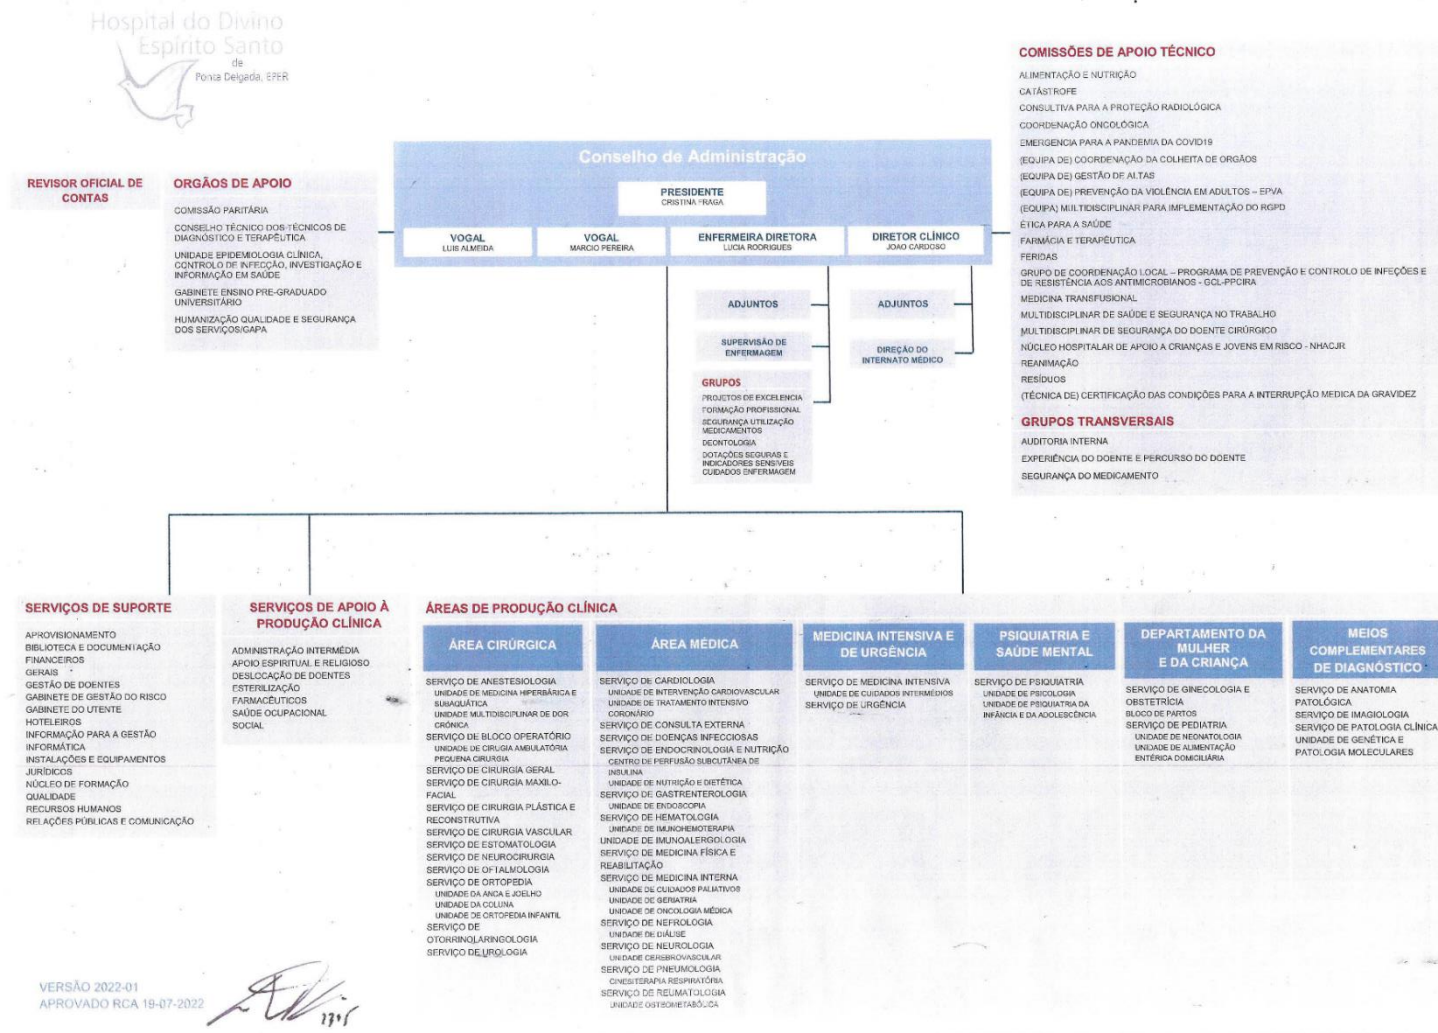 Hospital do Divino
Espírito Santo
de
Ponta Delgada, EPER
REVISOR OFICIAL DE
CONTAS
ORGÃOS DE APOIO
COMISSÃO PARITÁRIA
CONSELHO TÉCNICO DOS TÉCNICOS DE
DIAGNÓSTICO E TERAPÊUTICA
UNIDADE EPIDEMIOLOGIA CLÍNICA,
CONTROLO DE INFECÇÃO, INVESTIGAÇÃO E
INFORMAÇÃO EM SAÚDE
GABINETE ENSINO PRE-GRADUADO
UNIVERSITÁRIO
HUMANIZAÇÃO QUALIDADE E SEGURANÇA
DOS SERVIÇOS/GAPA
Conselho de Administração
PRESIDENTE
CRISTINA FRAGA
VOGAL
LUIS ALMEIDA
VOGAL
MARCIO PEREIRA
ENFERMEIRA DIRETORA
LUCIA RODRIGUES
DIRETOR CLÍNICO
JOAO CARDOSO
ADJUNTOS
SUPERVISÃO DE
ENFERMAGEM
GRUPOS
PROJETOS DE EXCELENCIA
FORMAÇÃO PROFISSIONAL
SEGURANÇA UTILIZAÇÃO
MEDICAMENTOS
DEONTOLOGIA
DOTAÇÕES SEGURAS E
INDICADORES SENSIVEIS
CUIDADOS ENFERMAGEM
ADJUNTOS
DIREÇÃO DO
INTERNATO MÉDICO
COMISSÕES DE APOIO TÉCNICO
ALIMENTAÇÃO E NUTRIÇÃO
CATÁSTROFE
CONSULTIVA PARA A PROTEÇÃO RADIOLÓGICA
COORDENAÇÃO ONCOLÓGICA
EMERGENCIA PARA A PANDEMIA DA COVID19
(EQUIPA DE) COORDENAÇÃO DA COLHEITA DE ORGÃOS
(EQUIPA DE) GESTÃO DE ALTAS
(EQUIPA DE) PREVENÇÃO DA VIOLÊNCIA EM ADULTOS – EPVA
(EQUIPA) MULTIDISCIPLINAR PARA IMPLEMENTAÇÃO DO RGPD
ÉTICA PARA A SAÚDE
FARMÁCIA E TERAPÊUTICA
FERIDAS
GRUPO DE COORDENAÇÃO LOCAL – PROGRAMA DE PREVENÇÃO E CONTROLO DE INFEÇÕES E
DE RESISTÊNCIA AOS ANTIMICROBIANOS - GCL-PPCIRA
MEDICINA TRANSFUSIONAL
MULTIDISCIPLINAR DE SAÚDE E SEGURANÇA NO TRABALHO
MULTIDISCIPLINAR DE SEGURANÇA DO DOENTE CIRÚRGICO
NÚCLEO HOSPITALAR DE APOIO A CRIANÇAS E JOVENS EM RISCO - NHACJR
REANIMAÇÃO
RESÍDUOS
(TÉCNICA DE) CERTIFICAÇÃO DAS CONDIÇÕES PARA A INTERRUPÇÃO MEDICA DA GRAVIDEZ
GRUPOS TRANSVERSAIS
AUDITORIA INTERNA
EXPERIÊNCIA DO DOENTE E PERCURSO DO DOENTE
SEGURANÇA DO MEDICAMENTO
SERVIÇOS DE SUPORTE
APROVISIONAMENTO
BIBLIOTECA E DOCUMENTAÇÃO
FINANCEIROS
GERAIS
GESTÃO DE DOENTES
GABINETE DE GESTÃO DO RISCO
GABINETE DO UTENTE
HOTELEIROS
INFORMAÇÃO PARA A GESTÃO
INFORMÁTICA
INSTALAÇÕES E EQUIPAMENTOS
JURÍDICOS
NÚCLEO DE FORMAÇÃO
QUALIDADE
RECURSOS HUMANOS
RELAÇÕES PÚBLICAS E COMUNICAÇÃO
SERVIÇOS DE APOIO À
PRODUÇÃO CLÍNICA
ADMINISTRAÇÃO INTERMÉDIA
APOIO ESPIRITUAL E RELIGIOSO
DESLOCAÇÃO DE DOENTES
ESTERILIZAÇÃO
FARMACÊUTICOS
SAÚDE OCUPACIONAL
SOCIAL
ÁREAS DE PRODUÇÃO CLÍNICA
ÁREA CIRÚRGICA
SERVIÇO DE ANESTESIOLOGIA
UNIDADE DE MEDICINA HIPERBÁRICA E
SUBAQUÁTICA
UNIDADE MULTIDISCIPLINAR DE DOR
CRÓNICA
SERVIÇO DE BLOCO OPERATÓRIO
UNIDADE DE CIRUGIA AMBULATÓRIA
PEQUENA CIRURGIA
SERVIÇO DE CIRURGIA GERAL
SERVIÇO DE CIRURGIA MAXILO-
FACIAL
SERVIÇO DE CIRURGIA PLÁSTICA E
RECONSTRUTIVA
SERVIÇO DE CIRURGIA VASCULAR
SERVIÇO DE ESTOMATOLOGIA
SERVIÇO DE NEUROCIRURGIA
SERVIÇO DE OFTALMOLOGIA
SERVIÇO DE ORTOPEDIA
UNIDADE DA ANCA E JOELHO
UNIDADE DA COLUNA
UNIDADE DE ORTOPEDIA INFANTIL
SERVIÇO DE
OTORRINOLARINGOLOGIA
SERVIÇO DE UROLOGIA
ÁREA MÉDICA
SERVIÇO DE CARDIOLOGIA
UNIDADE DE INTERVENÇÃO CARDIOVASCULAR
UNIDADE DE TRATAMENTO INTENSIVO
CORONÁRIO
SERVIÇO DE CONSULTA EXTERNA
SERVIÇO DE DOENÇAS INFECCIOSAS
SERVIÇO DE ENDOCRINOLOGIA E NUTRIÇÃO
CENTRO DE PERFUSÃO SUBCUTÂNEA DE
INSULINA
UNIDADE DE NUTRIÇÃO E DIETÉTICA
SERVIÇO DE GASTRENTEROLOGIA
UNIDADE DE ENDOSCOPIA
SERVIÇO DE HEMATOLOGIA
UNIDADE DE IMUNOHEMOTERAPIA
UNIDADE DE IMUNOALERGOLOGIA
SERVIÇO DE MEDICINA FÍSICA E
REABILITAÇÃO
SERVIÇO DE MEDICINA INTERNA
UNIDADE DE CUIDADOS PALIATIVOS
UNIDADE DE GERIATRIA
UNIDADE DE ONCOLOGIA MÉDICA
SERVIÇO DE NEFROLOGIA
UNIDADE DE DIÁLISE
SERVIÇO DE NEUROLOGIA
UNIDADE CEREBROVASCULAR
SERVIÇO DE PNEUMOLOGIA
CINESITERAPIA RESPIRATÓRIA
SERVIÇO DE REUMATOLOGIA
UNIDADE OSTEOMETABÓLICA
MEDICINA INTENSIVA E
DE URGÊNCIA
SERVIÇO DE MEDICINA INTENSIVA
UNIDADE DE CUIDADOS INTERMÉDIOS
SERVIÇO DE URGÊNCIA
PSIQUIATRIA E
SAÚDE MENTAL
SERVIÇO DE PSIQUIATRIA
UNIDADE DE PSICOLOGIA
UNIDADE DE PSIQUIATRIA DA
INFÂNCIA E DA ADOLESCÊNCIA
DEPARTAMENTO DA
MULHER
E DA CRIANÇA
SERVIÇO DE GINECOLOGIA E
OBSTETRÍCIA
BLOCO DE PARTOS
SERVIÇO DE PEDIATRIA
UNIDADE DE NEONATOLOGIA
UNIDADE DE ALIMENTAÇÃO
ENTÉRICA DOMICILIÁRIA
MEIOS
COMPLEMENTARES
DE DIAGNÓSTICO
SERVIÇO DE ANATOMIA
PATOLÓGICA
SERVIÇO DE IMAGIOLOGIA
SERVIÇO DE PATOLOGIA CLÍNICA
UNIDADE DE GENÉTICA E
PATOLOGIA MOLECULARES
VERSÃO 2022-01
APROVADO RCA 19-07-2022